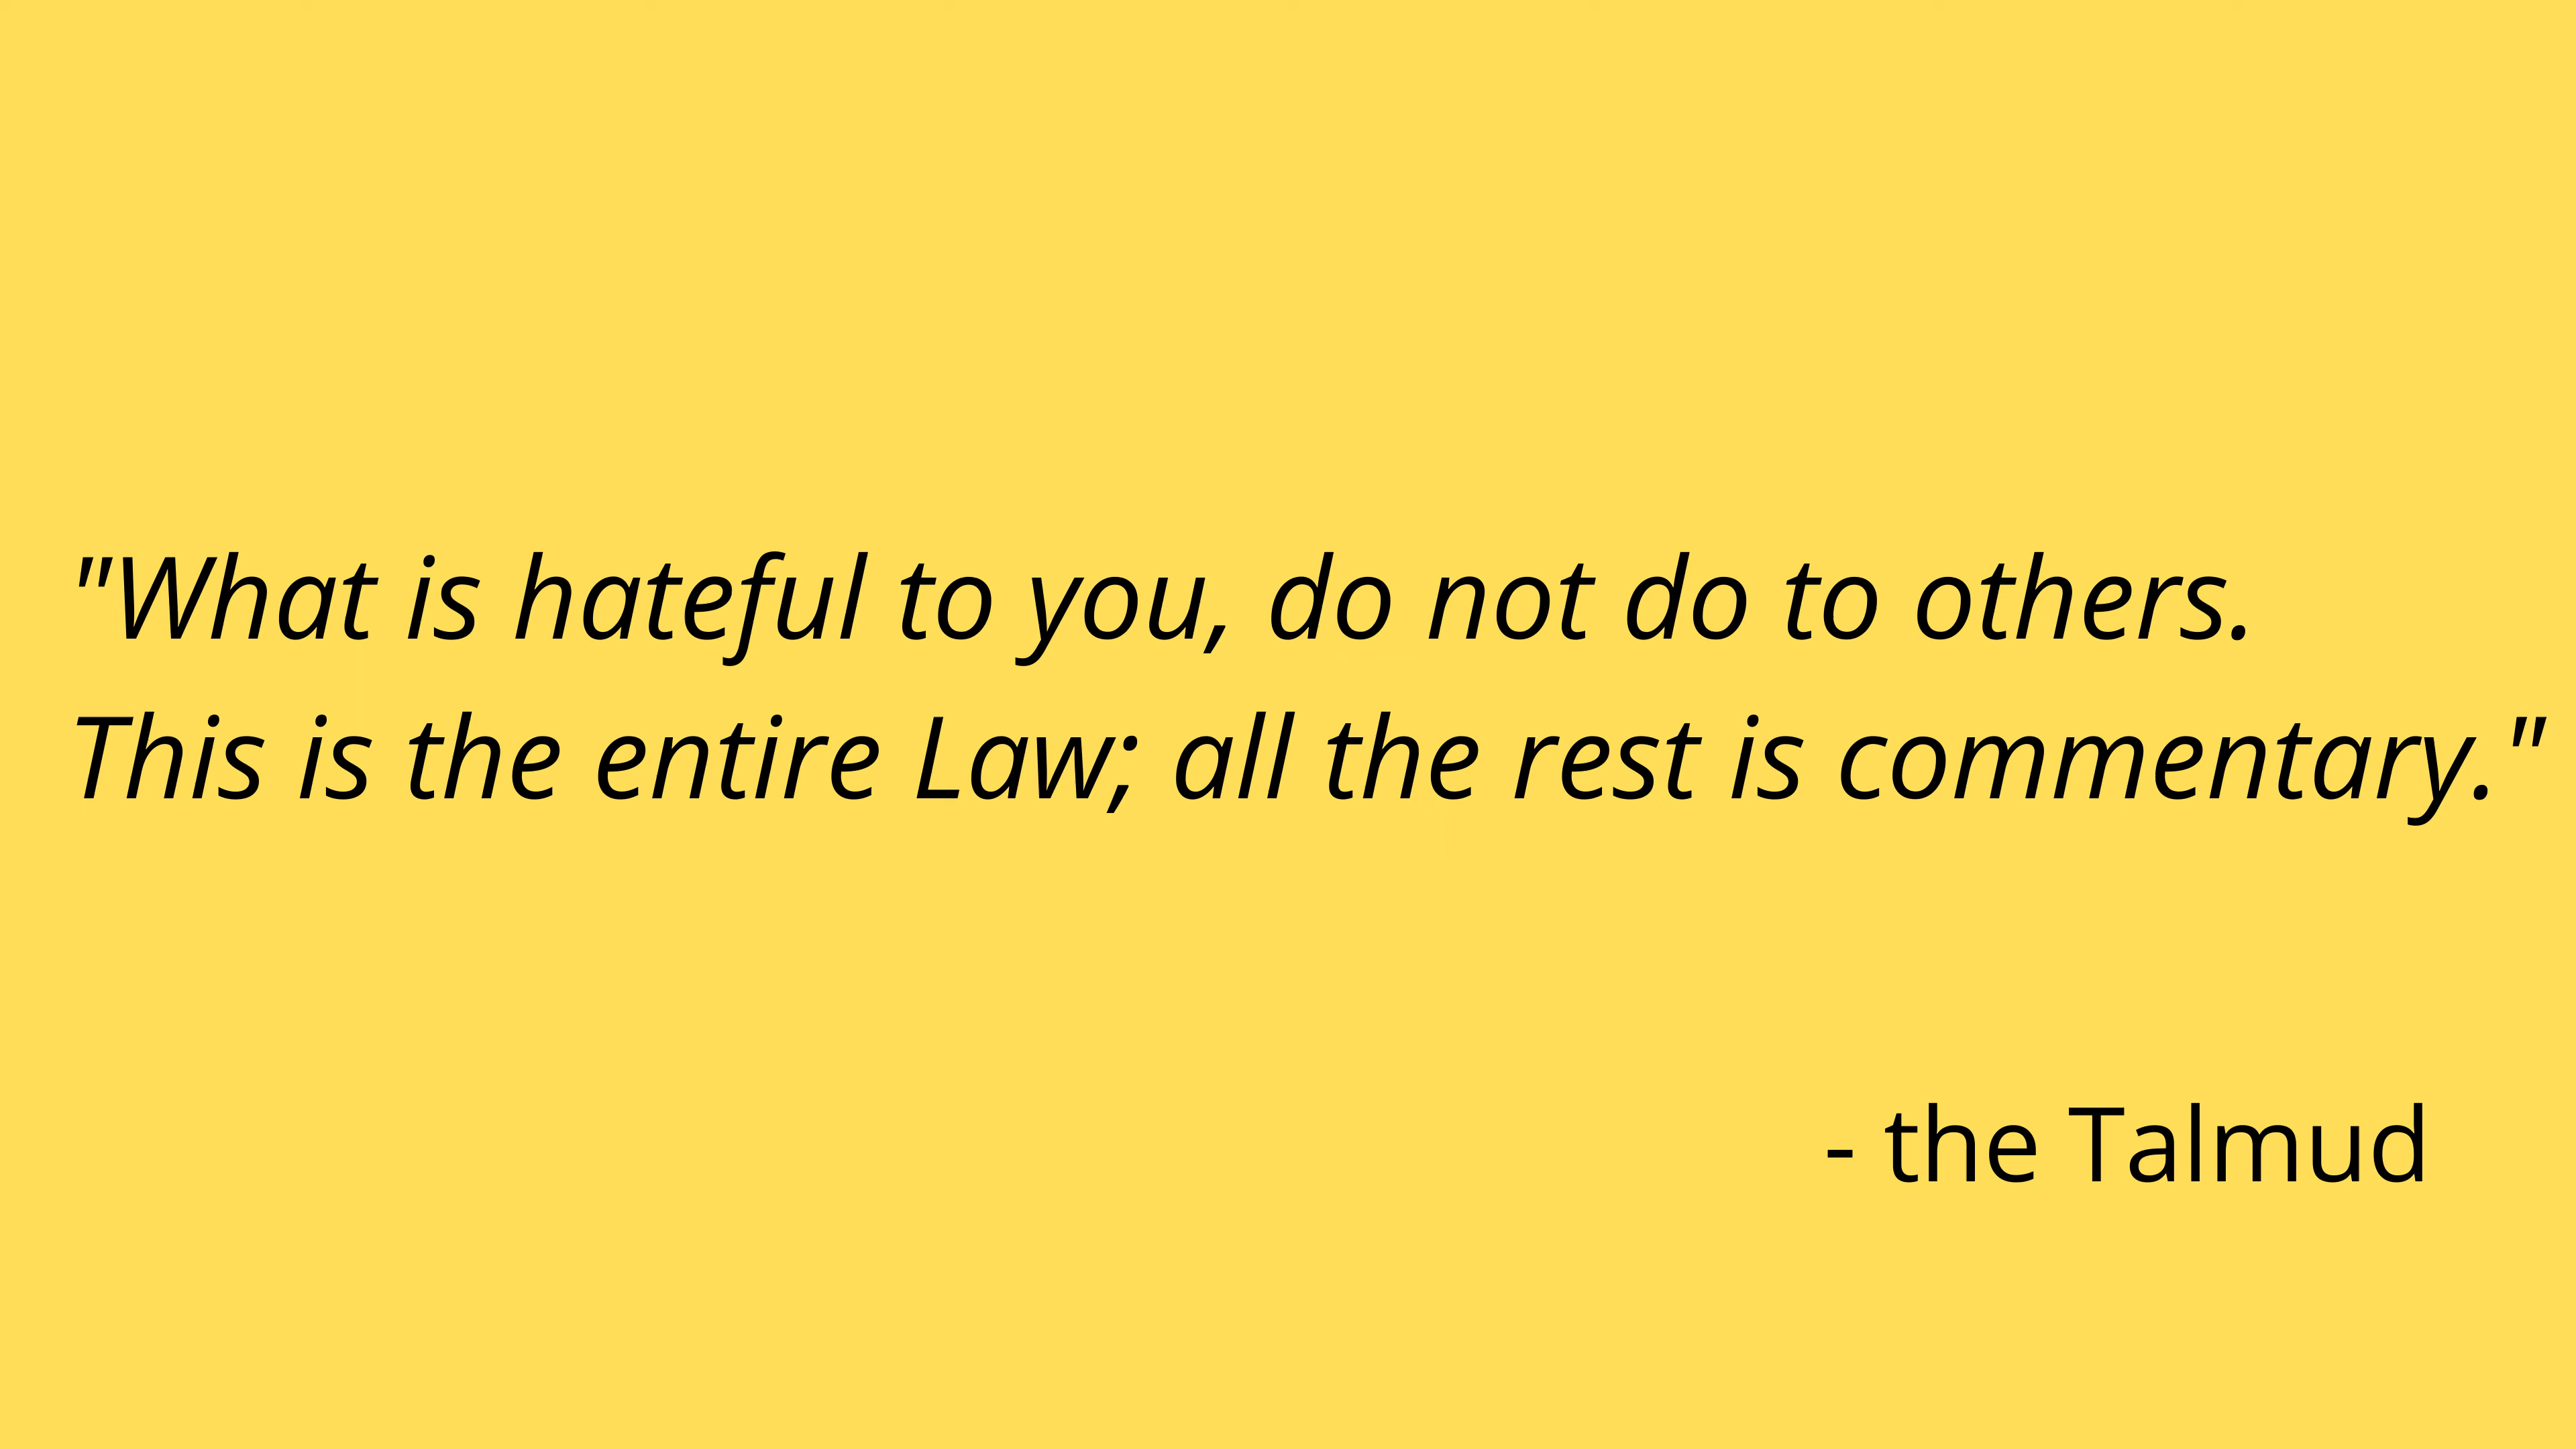 "What is hateful to you, do not do to others.
This is the entire Law; all the rest is commentary."
- the Talmud